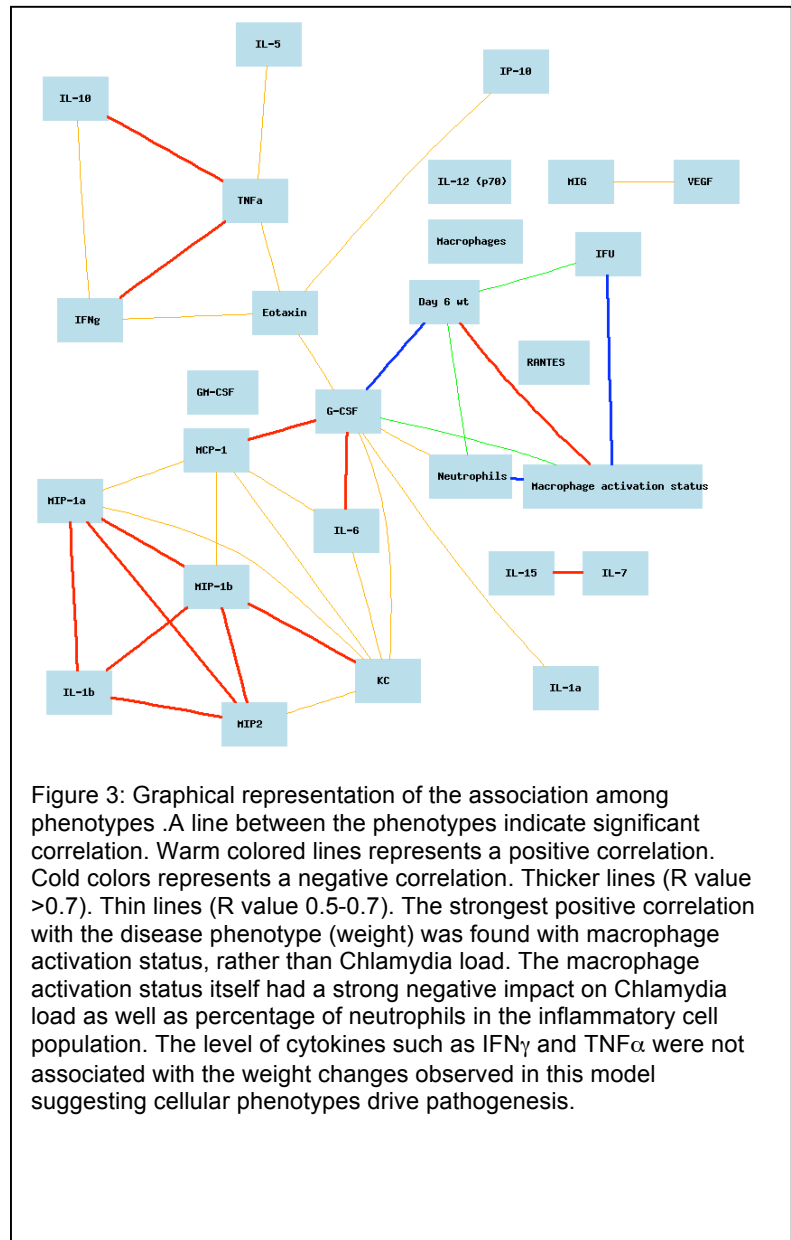 IL-5
IP-10
IL-10
IL-12 (p70)
MIG
VEGF
TNFa
Macrophages
IFU
Day 6 wt
IFNg
Eotaxin
RANTES
GM-CSF
G-CSF
MCP-1
Neutrophils
Macrophage activation status
MIP-1a
IL-6
IL-15
IL-7
MIP-1b
KC
IL-1a
IL-1b
MIP2
Figure 3: Graphical representation of the association among
phenotypes .A line between the phenotypes indicate significant
correlation. Warm colored lines represents a positive correlation.
Cold colors represents a negative correlation. Thicker lines (R value
>0.7). Thin lines (R value 0.5-0.7). The strongest positive correlation
with the disease phenotype (weight) was found with macrophage
activation status, rather than Chlamydia load. The macrophage
activation status itself had a strong negative impact on Chlamydia
load as well as percentage of neutrophils in the inflammatory cell
population. The level of cytokines such as IFNγ and TNFα were not
associated with the weight changes observed in this model
suggesting cellular phenotypes drive pathogenesis.